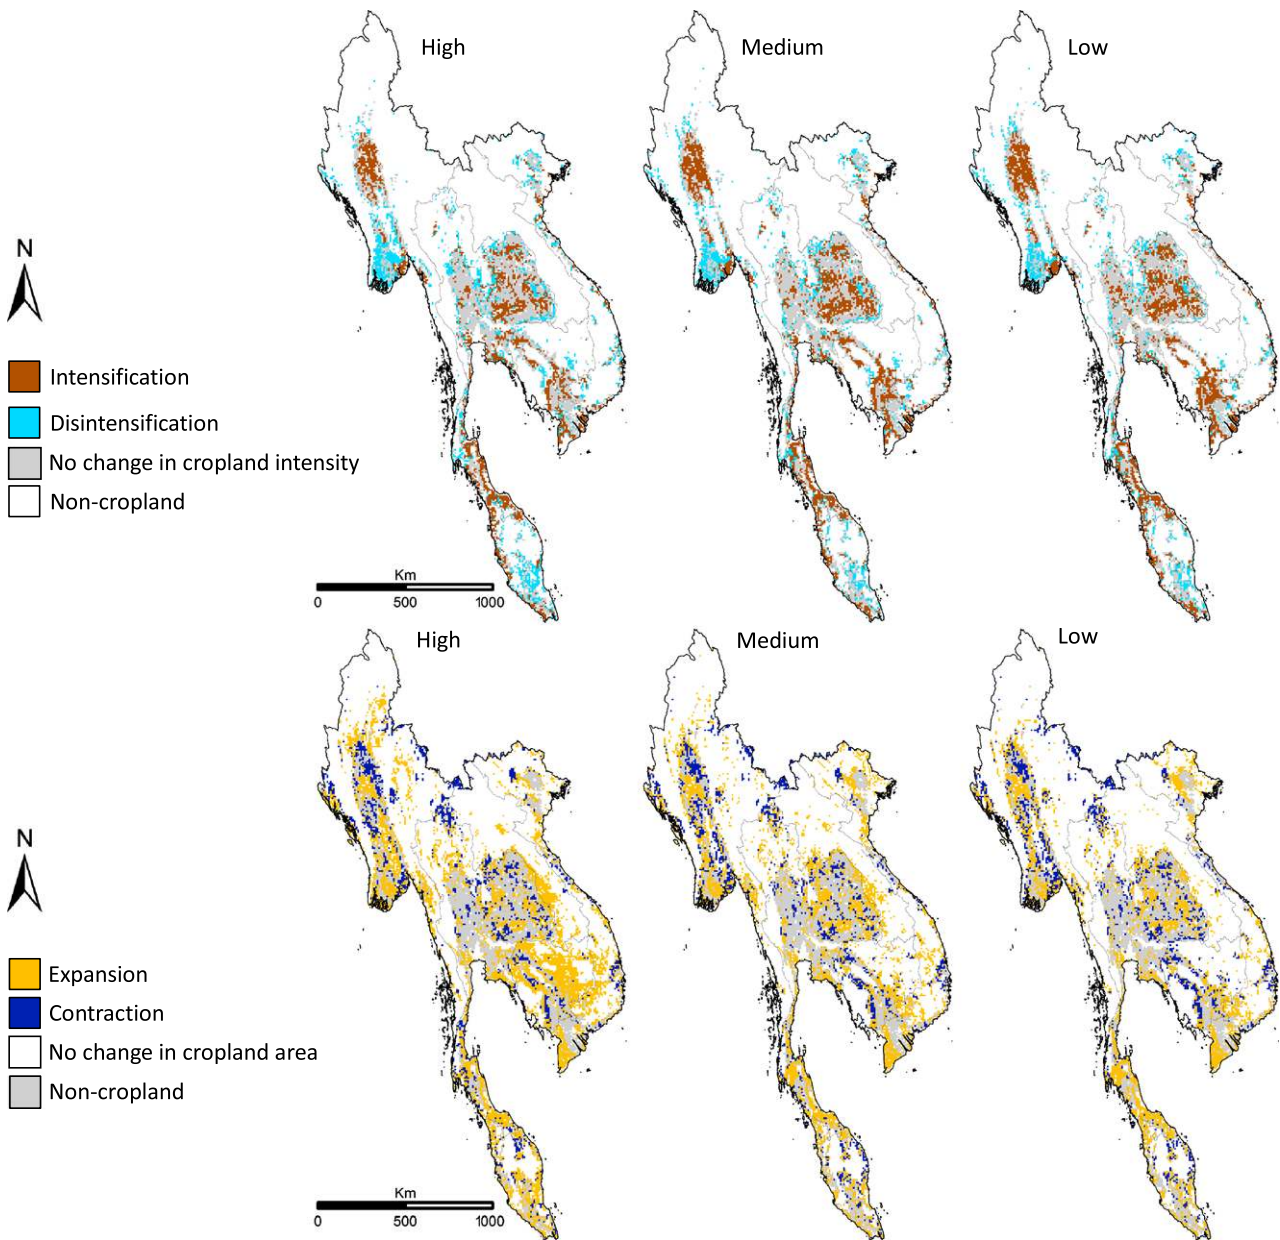 High
Medium
Low
N
Intensification
Disintensification
No change in cropland intensity
Non-cropland
Km
0 500 1000
High
Medium
Low
N
Expansion
Contraction
No change in cropland area
Non-cropland
Km
0 500 1000